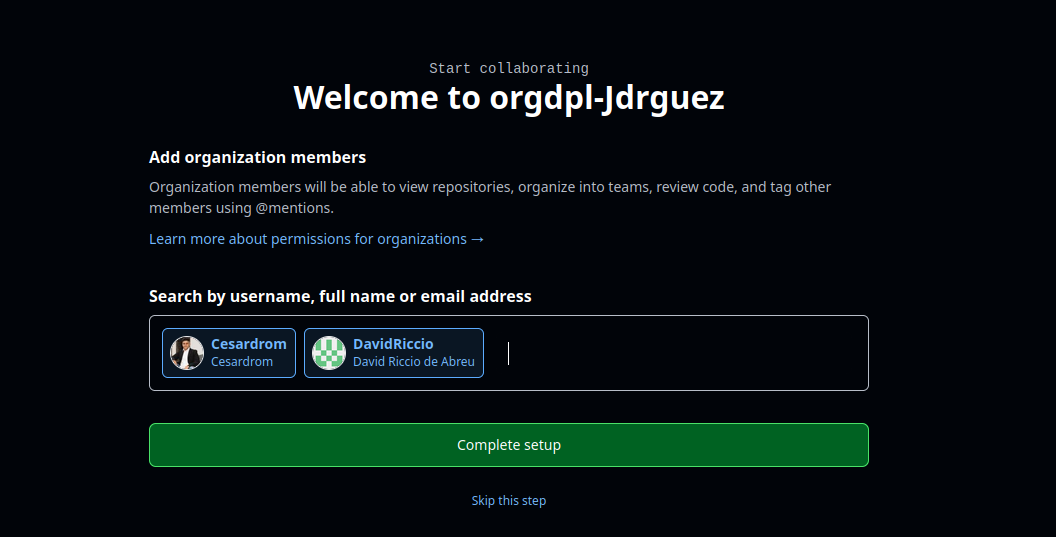 Start collaborating
Welcome to orgdpl-Jdrguez
Add organization members
Organization members will be able to view repositories, organize into teams, review code, and tag other
members using @mentions.
Learn more about permissions for organizations →
Search by username, full name or email address
Cesardrom
Cesardrom
DavidRiccio
David Riccio de Abreu
Complete setup
Skip this step